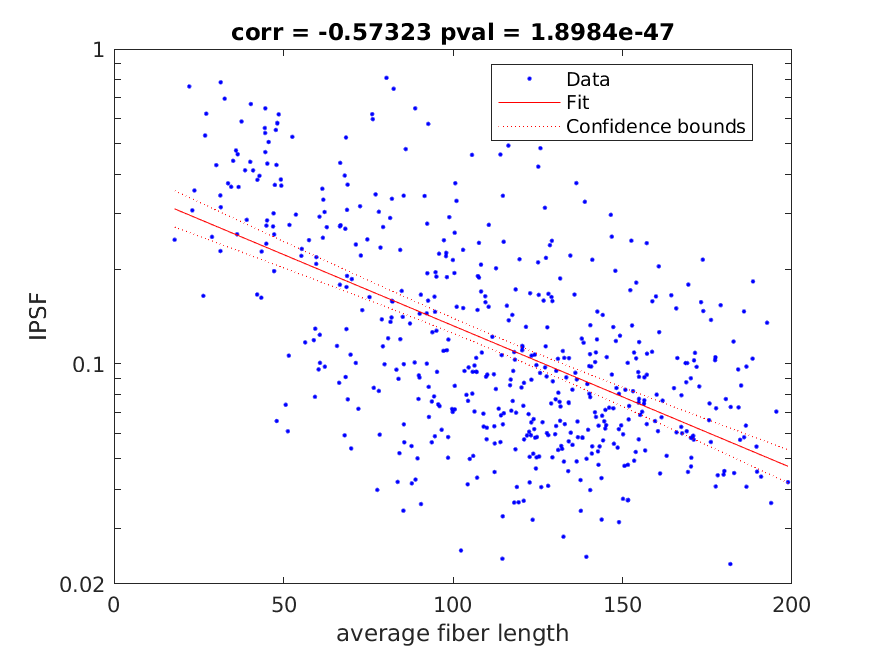 corr = -0.57323 pval = 1.8984e-47
1
Data
Fit
Confidence bounds
IPSF
0.1
0.02
0 50 100 150 200
average fiber length